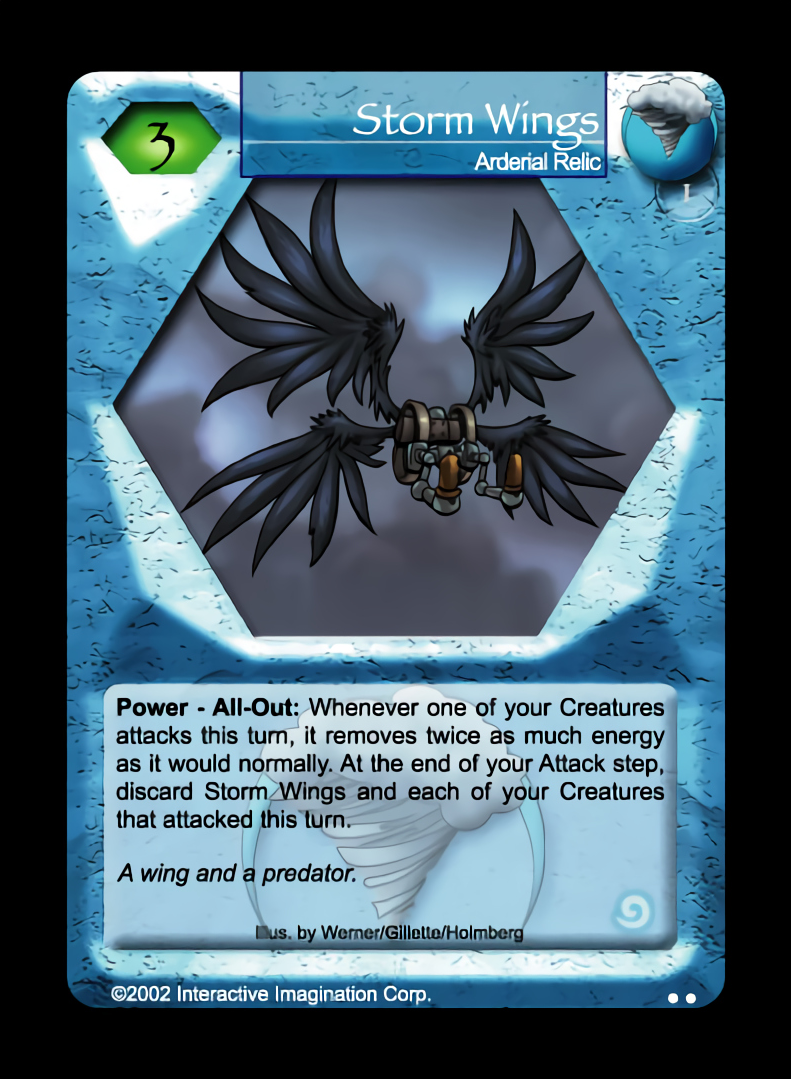 3
Storm Wings
Arderial Relic
1
Power - All-Out: Whenever one of your Creatures
attacks this turn, it removes twice as much energy
as it would normally. At the end of your Attack step,
discard Storm Wings and each of your Creatures
that attacked this turn.
A wing and a predator.
Illus. by Werner/Gillette/Holmberg
©2002 Interactive Imagination Corp.